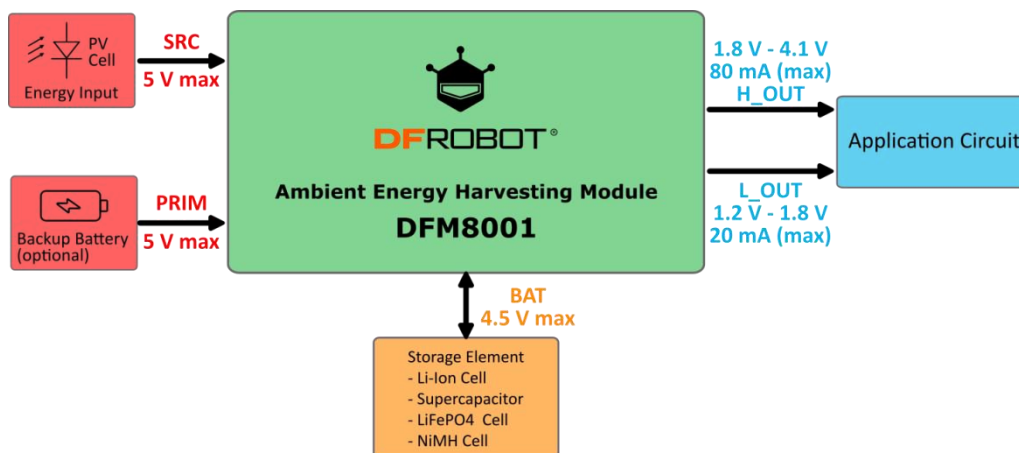 PV
Cell
Energy Input
SRC
5 V max
Backup Battery
(optional)
PRIM
5 V max
DFROBOT®
Ambient Energy Harvesting Module
DFM8001
BAT
4.5 V max
Storage Element
- Li-Ion Cell
- Supercapacitor
- LiFePO4 Cell
- NiMH Cell
1.8 V - 4.1 V
80 mA (max)
H_OUT
L_OUT
1.2 V - 1.8 V
20 mA (max)
Application Circuit